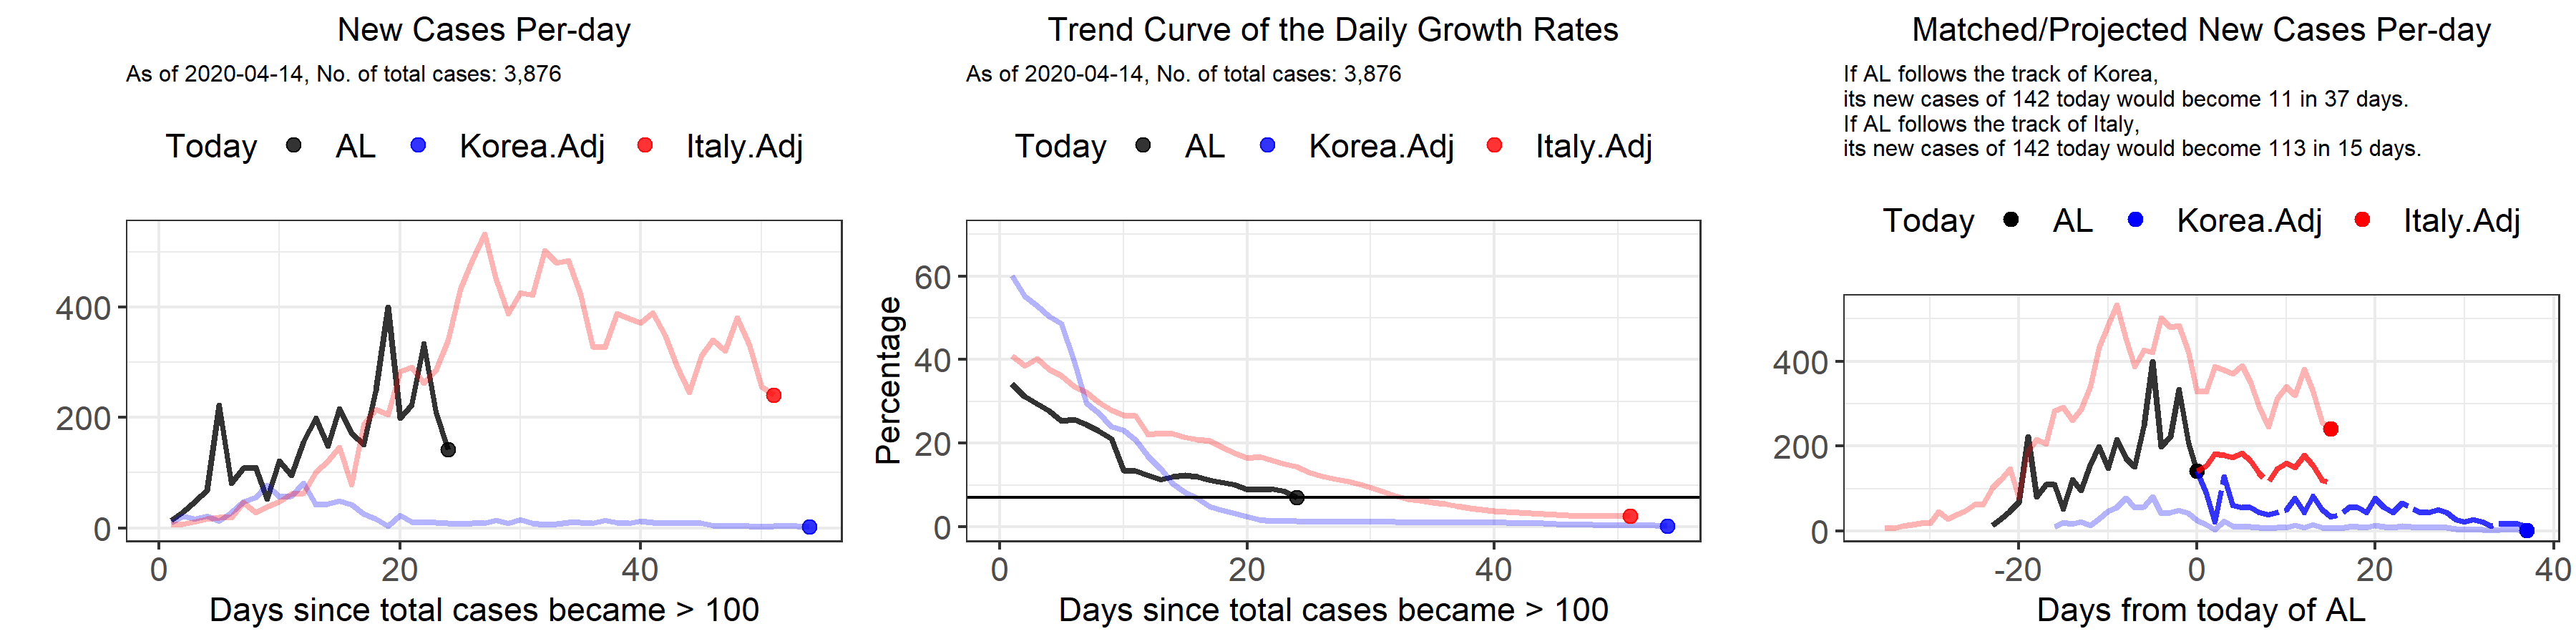 New Cases Per-day
As of 2020-04-14, No. of total cases: 3,876
Today AL Korea.Adj Italy.Adj
400
200
0
0 20 40
Days since total cases became > 100
Trend Curve of the Daily Growth Rates
As of 2020-04-14, No. of total cases: 3,876
Today AL Korea.Adj Italy.Adj
Percentage
60
40
20
0
0 20 40
Days since total cases became > 100
Matched/Projected New Cases Per-day
If AL follows the track of Korea,
its new cases of 142 today would become 11 in 37 days.
If AL follows the track of Italy,
its new cases of 142 today would become 113 in 15 days.
Today AL Korea.Adj Italy.Adj
400
200
0
-20 0 20 40
Days from today of AL